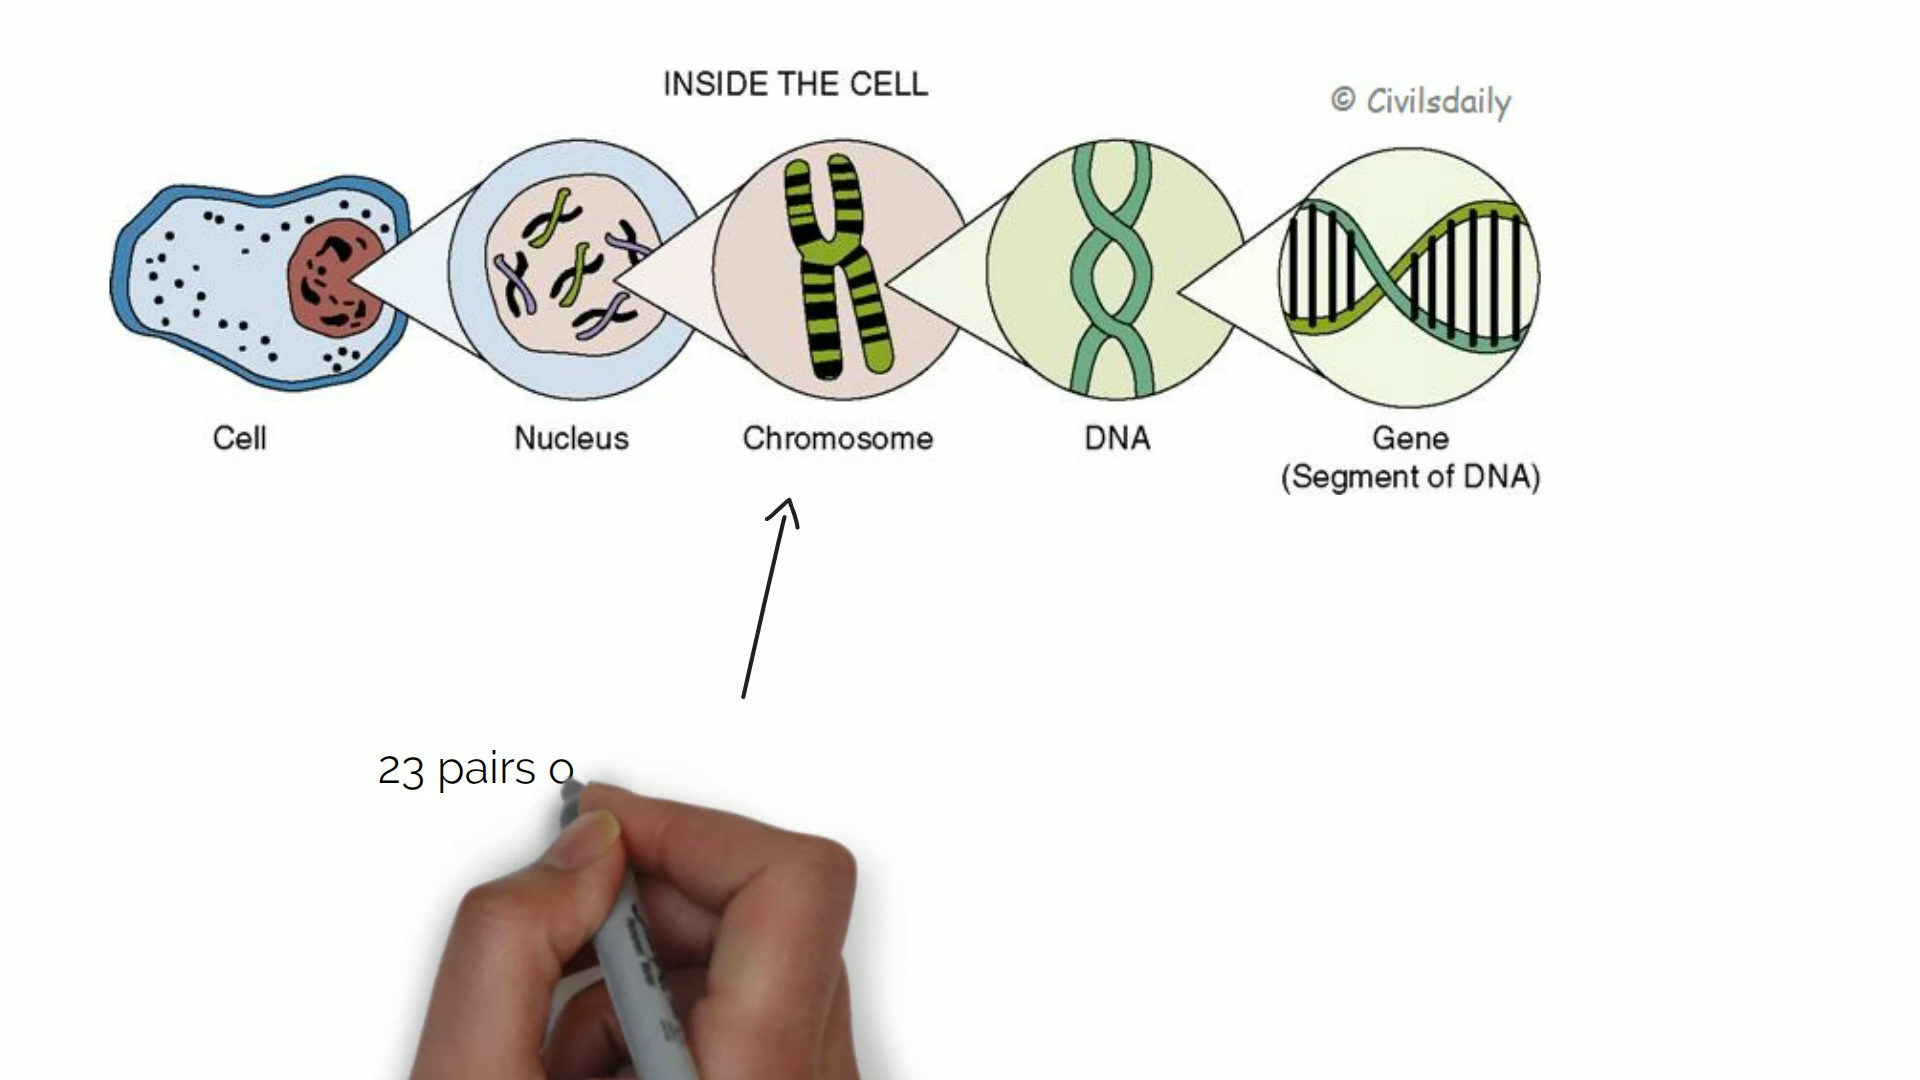 INSIDE THE CELL
© Civilsdaily
Cell
Nucleus
Chromosome
DNA
Gene
(Segment of DNA)
23 pairs o